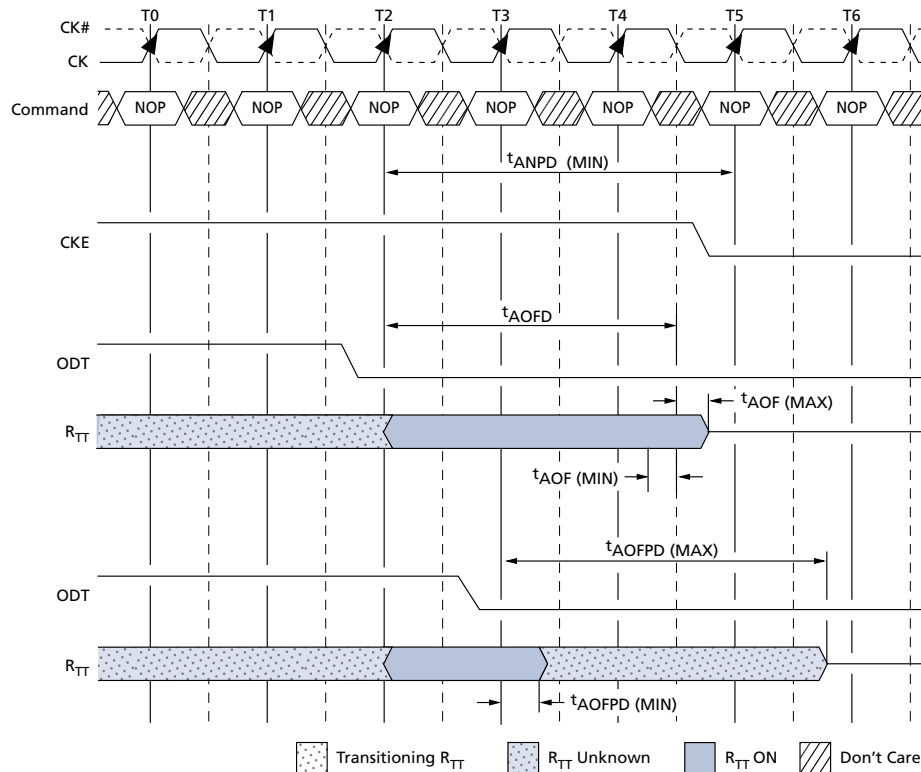 T0 T1 T2 T3 T4 T5 T6
CK#
CK
Command NOP NOP NOP NOP NOP NOP NOP
tANPD (MIN)
CKE
tAOFD
ODT
tAOF (MAX)
RTT
tAOF (MIN)
tAOFPD (MAX)
ODT
RTT
tAOFPD (MIN)
Transitioning RTT RTT Unknown RTT ON Don't Care